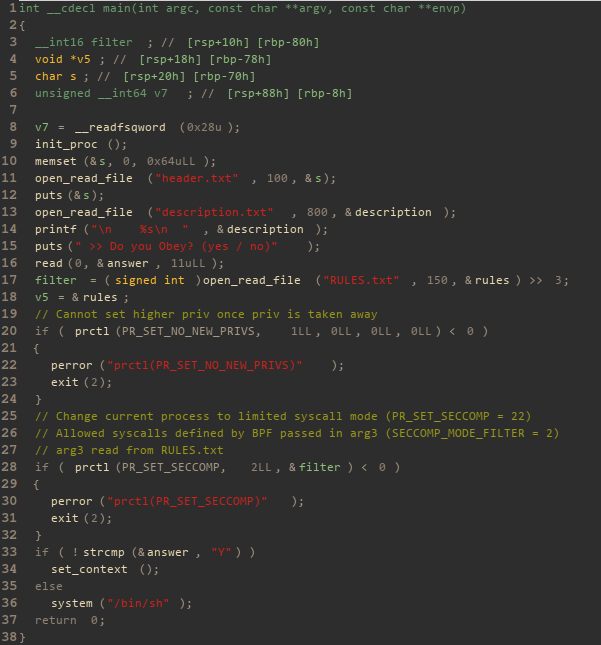 1 int __cdecl main(int argc, const char **argv, const char **envp)
2 {
3 __int16 filter ; // [rsp+10h] [rbp-80h]
4 void *v5 ; // [rsp+18h] [rbp-78h]
5 char s ; // [rsp+20h] [rbp-70h]
6 unsigned __int64 v7 ; // [rsp+88h] [rbp-8h]
7
8 v7 = __readfsqword (0x28u );
9 init_proc ();
10 memset (&s, 0, 0x64uLL );
11 open_read_file ("header.txt" , 100, &s);
12 puts (&s);
13 open_read_file ("description.txt" , 800, &description );
14 printf ("\n %s\n " , &description );
15 puts (" >> Do you Obey? (yes / no)" );
16 read (0, &answer , 11uLL );
17 filter = ( signed int )open_read_file ("RULES.txt" , 150, &rules ) >> 3;
18 v5 = &rules ;
19 // Cannot set higher priv once priv is taken away
20 if ( prctl (PR_SET_NO_NEW_PRIVS, 1LL, 0LL, 0LL, 0LL ) < 0 )
21 {
22 perror ("prctl(PR_SET_NO_NEW_PRIVS)" );
23 exit (2);
24 }
25 // Change current process to limited syscall mode (PR_SET_SECCOMP = 22)
26 // Allowed syscalls defined by BPF passed in arg3 (SECCOMP_MODE_FILTER = 2)
27 // arg3 read from RULES.txt
28 if ( prctl (PR_SET_SECCOMP, 2LL, &filter ) < 0 )
29 {
30 perror ("prctl(PR_SET_SECCOMP)" );
31 exit (2);
32 }
33 if ( ! strcmp (&answer , "Y" ) )
34 set_context ();
35 else
36 system ("/bin/sh" );
37 return 0;
38 }